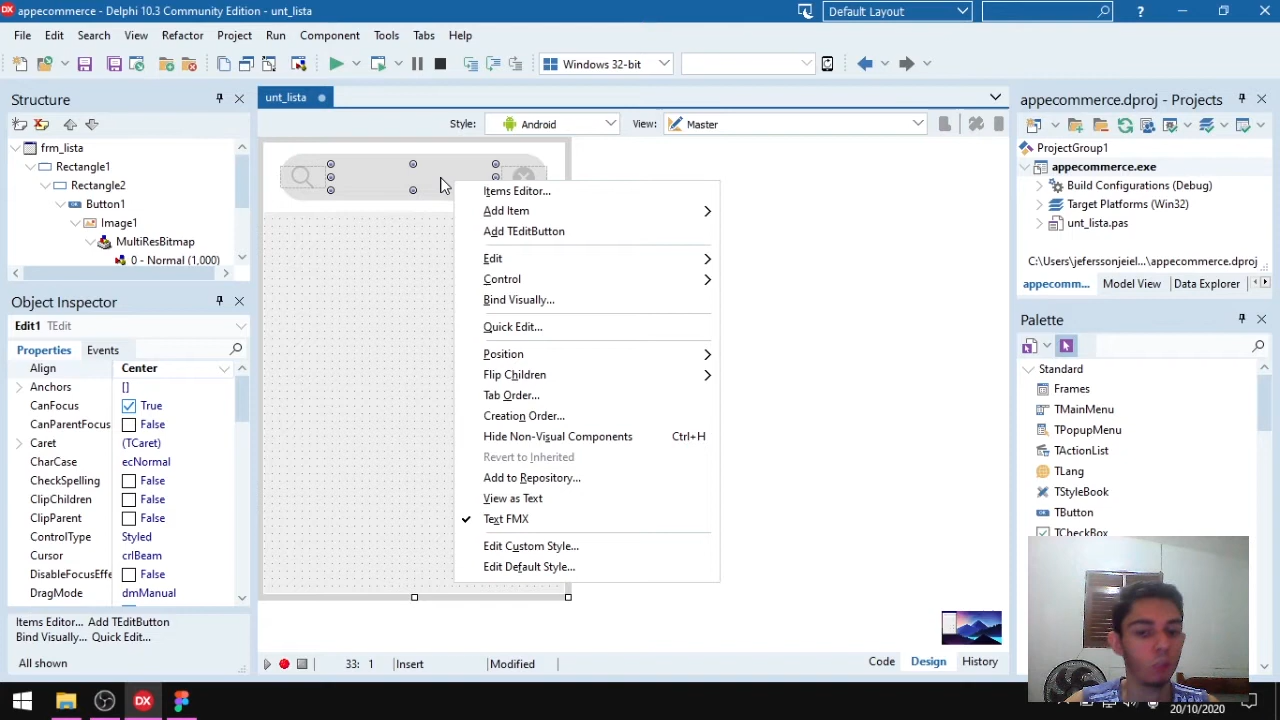 appecommerce - Delphi 10.3 Community Edition - unt_lista
Default Layout
File Edit Search View Refactor Project Run Component Tools Tabs Help
Windows 32-bit
Structure
frm_lista
Rectangle1
Rectangle2
Button1
Image1
MultiResBitmap
0 - Normal (1,000)
Object Inspector
Edit1 TEdit
Properties Events
Align Center
Anchors []
CanFocus True
CanParentFocus False
Caret (TCaret)
CharCase ecNormal
CheckSpelling False
ClipChildren False
ClipParent False
ControlType Styled
Cursor crIBeam
DisableFocusEffe False
DragMode dmManual
Items Editor... Add TEditButton
Bind Visually... Quick Edit...
All shown
unt_lista
Style: Android View: Master
Items Editor...
Add Item
Add TEditButton
Edit
Control
Bind Visually...
Quick Edit...
Position
Flip Children
Tab Order...
Creation Order...
Hide Non-Visual Components Ctrl+H
Revert to Inherited
Add to Repository...
View as Text
Text FMX
Edit Custom Style...
Edit Default Style...
33: 1 Insert Modified
Code Design History
appecommerce.dproj - Projects
ProjectGroup1
appecommerce.exe
Build Configurations (Debug)
Target Platforms (Win32)
unt_lista.pas
C:\Users\jeferssonjeiel...\appecommerce.dproj
appecomm... Model View Data Explorer
Palette
Standard
Frames
TMainMenu
TPopupMenu
TActionList
TLang
TStyleBook
TButton
TCheckBox
DX
20/10/2020